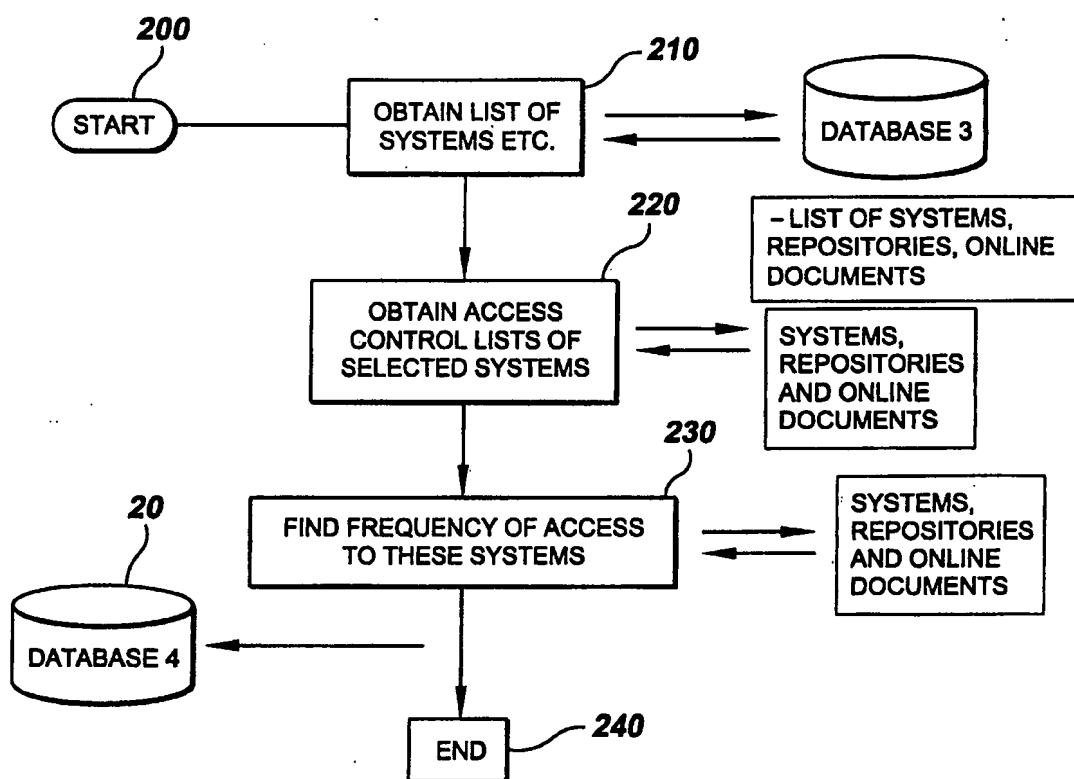 200
START
210
OBTAIN LIST OF
SYSTEMS ETC.
DATABASE 3
– LIST OF SYSTEMS,
REPOSITORIES, ONLINE
DOCUMENTS
220
OBTAIN ACCESS
CONTROL LISTS OF
SELECTED SYSTEMS
SYSTEMS,
REPOSITORIES
AND ONLINE
DOCUMENTS
230
FIND FREQUENCY OF ACCESS
TO THESE SYSTEMS
SYSTEMS,
REPOSITORIES
AND ONLINE
DOCUMENTS
20
DATABASE 4
END
240